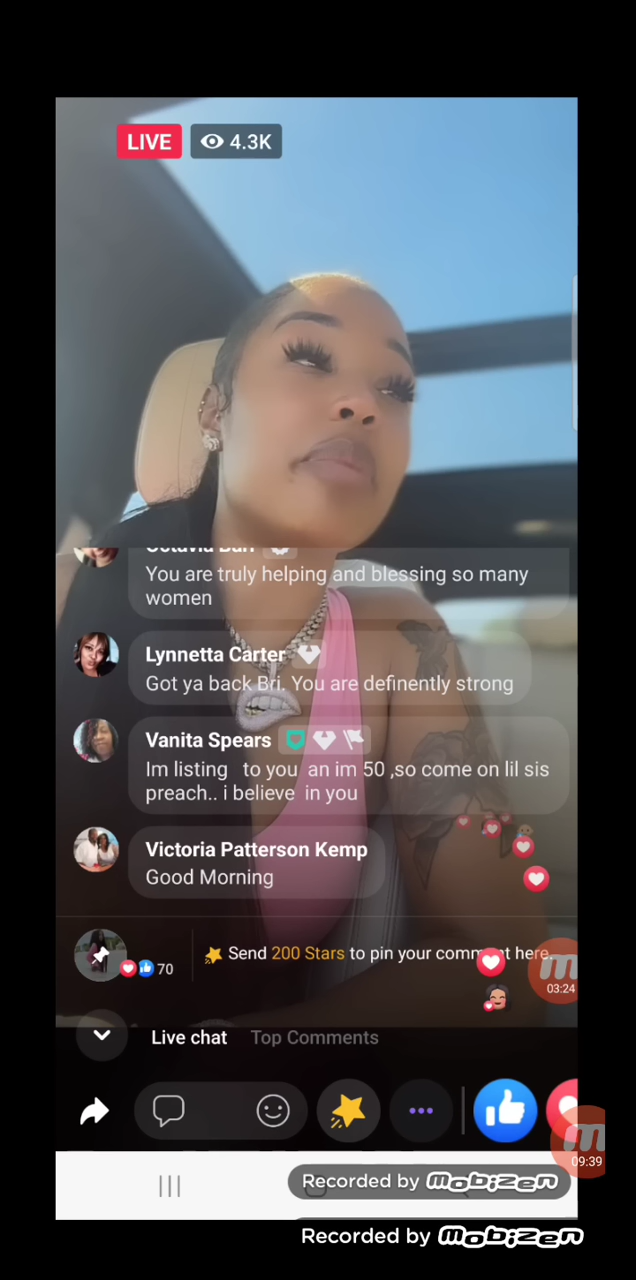 LIVE 4.3K
You are truly helping and blessing so many
women
Lynnetta Carter
Got ya back Bri. You are definently strong
Vanita Spears
Im listing to you an im 50 ,so come on lil sis
preach.. i believe in you
Victoria Patterson Kemp
Good Morning
70 Send 200 Stars to pin your comment here.
03:24
Live chat Top Comments
09:39
Recorded by mobizen
Recorded by mobizen